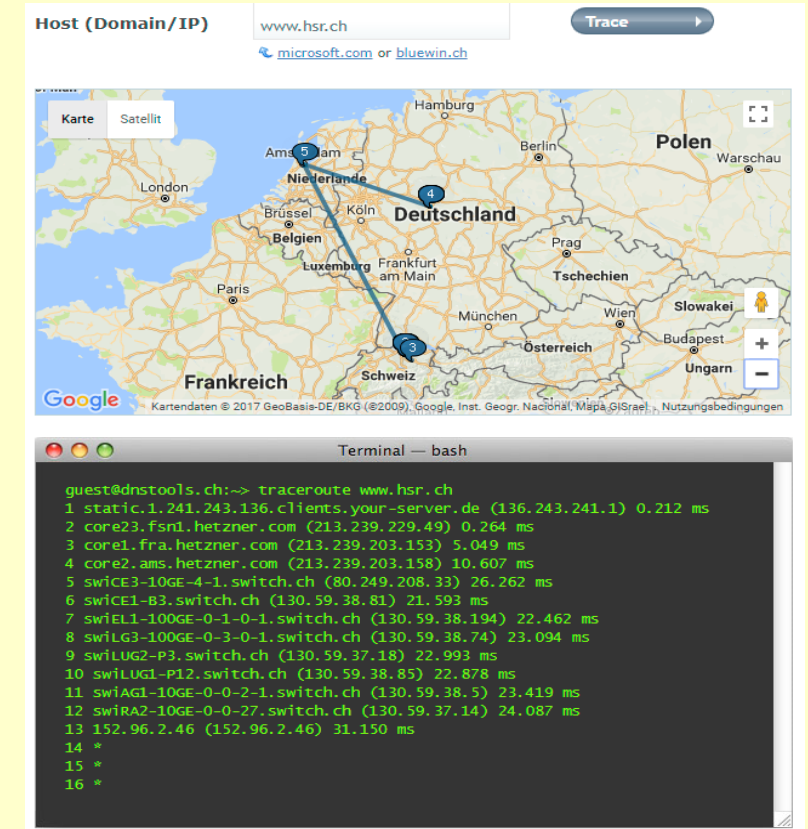 Host (Domain/IP)
www.hsr.ch
Trace
microsoft.com or bluewin.ch
Karte
Satellit
Hamburg
Berlin
Polen
Warschau
Amsterdam
5
Niederlande
London
4
Brüssel
Köln
Deutschland
Belgien
Prag
Luxemburg
Frankfurt
am Main
Tschechien
Paris
Slowakei
München
Wien
3
Österreich
Budapest
+
Schweiz
Ungarn
−
Frankreich
Google
Kartendaten © 2017 GeoBasis-DE/BKG (©2009), Google, Inst. Geogr. Nacional, Mapa GISrael
Nutzungsbedingungen
Terminal — bash
guest@dnstools.ch:~> traceroute www.hsr.ch
1 static.1.241.243.136.clients.your-server.de (136.243.241.1) 0.212 ms
2 core23.fsn1.hetzner.com (213.239.229.49) 0.264 ms
3 core1.fra.hetzner.com (213.239.203.153) 5.049 ms
4 core2.ams.hetzner.com (213.239.203.158) 10.607 ms
5 swiCE3-10GE-4-1.switch.ch (80.249.208.33) 26.262 ms
6 swiCE1-B3.switch.ch (130.59.38.81) 21.593 ms
7 swiEL1-100GE-0-1-0-1.switch.ch (130.59.38.194) 22.462 ms
8 swiLG3-100GE-0-3-0-1.switch.ch (130.59.38.74) 23.094 ms
9 swiLUG2-P3.switch.ch (130.59.37.18) 22.993 ms
10 swiLUG1-P12.switch.ch (130.59.38.85) 22.878 ms
11 swiAG1-10GE-0-0-2-1.switch.ch (130.59.38.5) 23.419 ms
12 swiRA2-10GE-0-0-27.switch.ch (130.59.37.14) 24.087 ms
13 152.96.2.46 (152.96.2.46) 31.150 ms
14 *
15 *
16 *